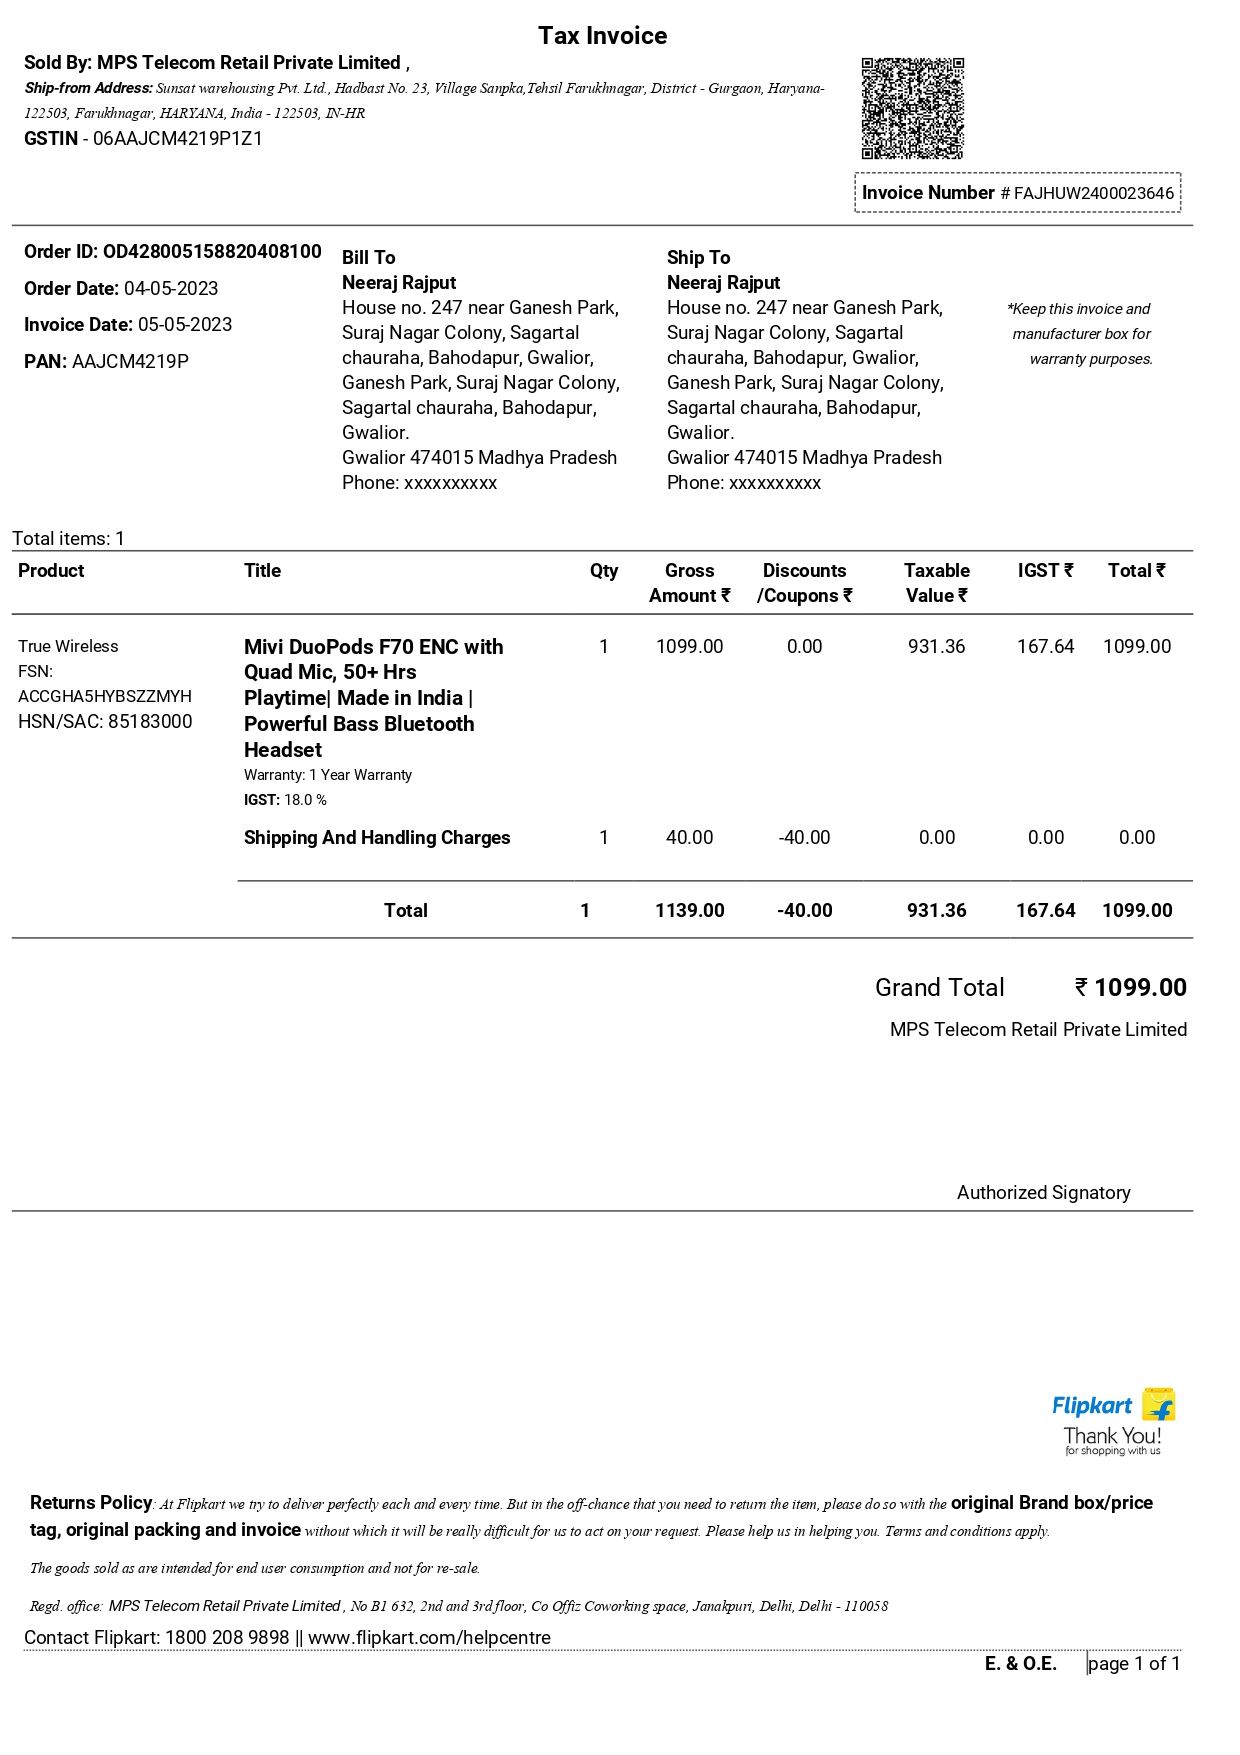 Tax Invoice
Sold By: MPS Telecom Retail Private Limited ,
Ship-from Address: Sunsat warehousing Pvt. Ltd., Hadbast No. 23, Village Sanpka,Tehsil Farukhnagar, District - Gurgaon, Haryana-
122503, Farukhnagar, HARYANA, India - 122503, IN-HR
GSTIN - 06AAJCM4219P1Z1
Invoice Number # FAJHUW2400023646
Order ID: OD428005158820408100
Order Date: 04-05-2023
Invoice Date: 05-05-2023
PAN: AAJCM4219P
Bill To
Neeraj Rajput
House no. 247 near Ganesh Park,
Suraj Nagar Colony, Sagartal
chauraha, Bahodapur, Gwalior,
Ganesh Park, Suraj Nagar Colony,
Sagartal chauraha, Bahodapur,
Gwalior.
Gwalior 474015 Madhya Pradesh
Phone: xxxxxxxxxx
Ship To
Neeraj Rajput
House no. 247 near Ganesh Park,
Suraj Nagar Colony, Sagartal
chauraha, Bahodapur, Gwalior,
Ganesh Park, Suraj Nagar Colony,
Sagartal chauraha, Bahodapur,
Gwalior.
Gwalior 474015 Madhya Pradesh
Phone: xxxxxxxxxx
*Keep this invoice and
manufacturer box for
warranty purposes.
Total items: 1
Product Title Qty Gross Amount ₹ Discounts /Coupons ₹ Taxable Value ₹ IGST ₹ Total ₹
True Wireless
FSN:
ACCGHA5HYBSZZMYH
HSN/SAC: 85183000
Mivi DuoPods F70 ENC with
Quad Mic, 50+ Hrs
Playtime| Made in India |
Powerful Bass Bluetooth
Headset
Warranty: 1 Year Warranty
IGST: 18.0 %
1 1099.00 0.00 931.36 167.64 1099.00
Shipping And Handling Charges 1 40.00 -40.00 0.00 0.00 0.00
Total 1 1139.00 -40.00 931.36 167.64 1099.00
Grand Total ₹ 1099.00
MPS Telecom Retail Private Limited
Authorized Signatory
Flipkart
Thank You!
for shopping with us
Returns Policy: At Flipkart we try to deliver perfectly each and every time. But in the off-chance that you need to return the item, please do so with the original Brand box/price
tag, original packing and invoice without which it will be really difficult for us to act on your request. Please help us in helping you. Terms and conditions apply.
The goods sold as are intended for end user consumption and not for re-sale.
Regd. office: MPS Telecom Retail Private Limited , No B1 632, 2nd and 3rd floor, Co Offiz Coworking space, Janakpuri, Delhi, Delhi - 110058
Contact Flipkart: 1800 208 9898 || www.flipkart.com/helpcentre
E. & O.E. page 1 of 1